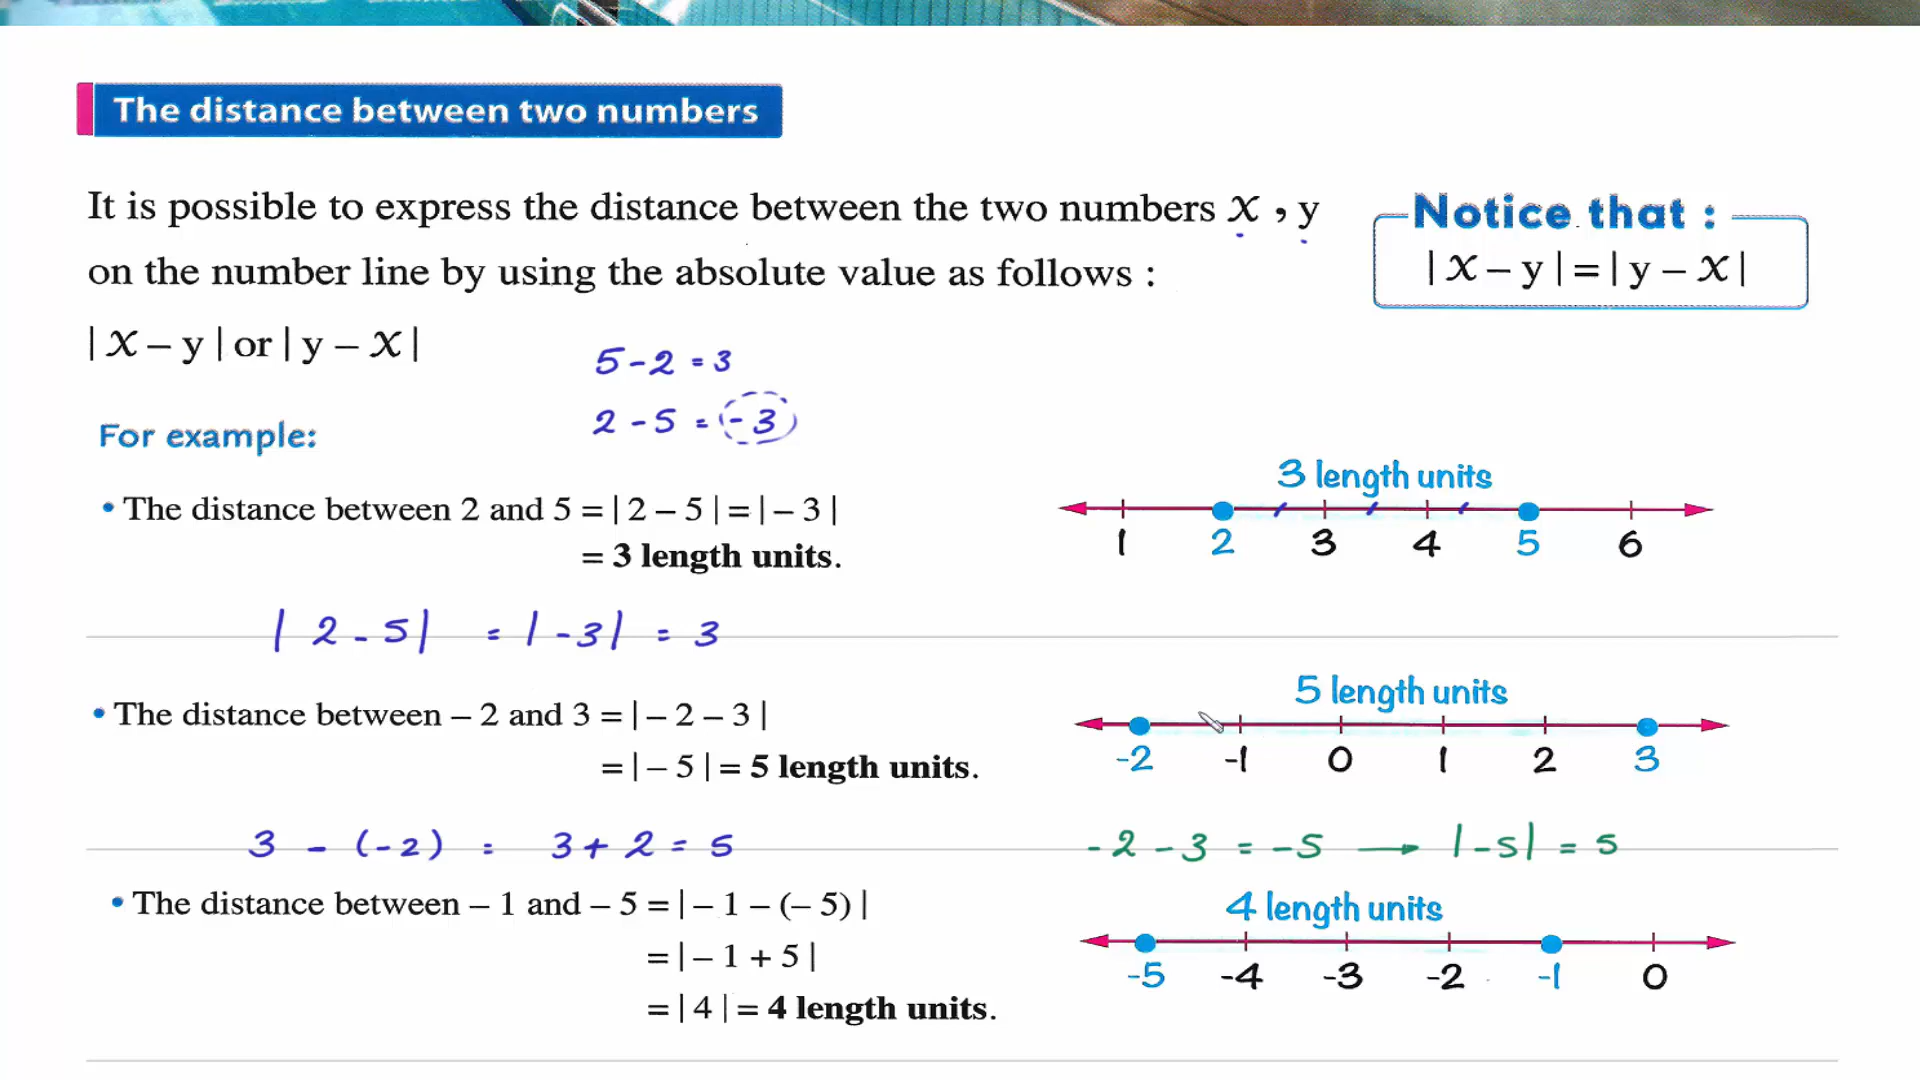 The distance between two numbers
It is possible to express the distance between the two numbers x , y
on the number line by using the absolute value as follows :
| x – y | or | y – x |
Notice that :
| x – y | = | y – x |
5 - 2 = 3
2 - 5 = - 3
For example:
• The distance between 2 and 5 = | 2 – 5 | = | – 3 |
= 3 length units.
3 length units
1 2 3 4 5 6
| 2 - 5 | = | - 3 | = 3
• The distance between – 2 and 3 = | – 2 – 3 |
= | – 5 | = 5 length units.
5 length units
-2 -1 0 1 2 3
3 - (-2) = 3 + 2 = 5
-2 - 3 = -5 → |-5| = 5
• The distance between – 1 and – 5 = | – 1 – (– 5) |
= | – 1 + 5 |
= | 4 | = 4 length units.
4 length units
-5 -4 -3 -2 -1 0